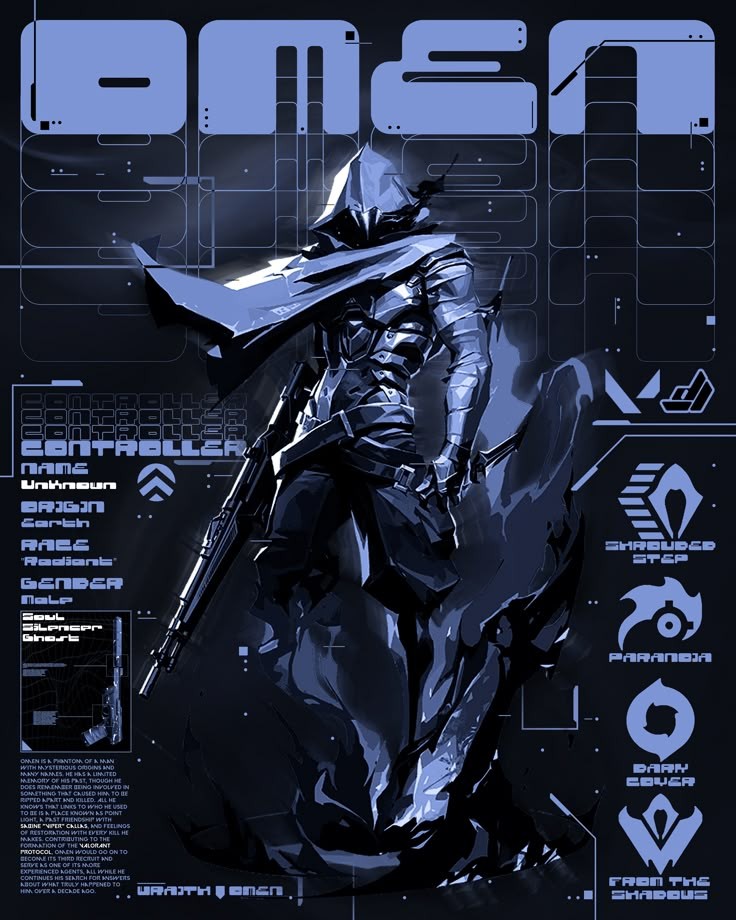 OMEN
CONTROLLER
CONTROLLER
CONTROLLER
CONTROLLER
NAME
Unknown
ORIGIN
Earth
RACE
"Radiant"
GENDER
Male
Soul
Silencer
Ghost
OMEN IS A PHANTOM OF A MAN
WITH MYSTERIOUS ORIGINS AND
MANY NAMES. HE HAS A LIMITED
MEMORY OF HIS PAST, THOUGH HE
DOES REMEMBER BEING INVOLVED IN
SOMETHING THAT CAUSED HIM TO BE
RIPPED APART AND KILLED. ALL HE
KNOWS THAT LINKS TO WHO HE USED
TO BE IS A PLACE KNOWN AS POINT
LIGHT, A PAST FRIENDSHIP WITH
SABINE "VIPER" CALLAS, AND FEELINGS
OF RESTORATION WITH EVERY KILL HE
MAKES. CONTRIBUTING TO THE
FORMATION OF THE VALORANT
PROTOCOL, OMEN WOULD GO ON TO
BECOME ITS THIRD RECRUIT AND
SERVE AS ONE OF ITS MORE
EXPERIENCED AGENTS, ALL WHILE HE
CONTINUES HIS SEARCH FOR ANSWERS
ABOUT WHAT TRULY HAPPENED TO
HIM OVER A DECADE AGO.
WRAITH OMEN
SHROUDED
STEP
PARANOIA
DARK
COVER
FROM THE
SHADOWS